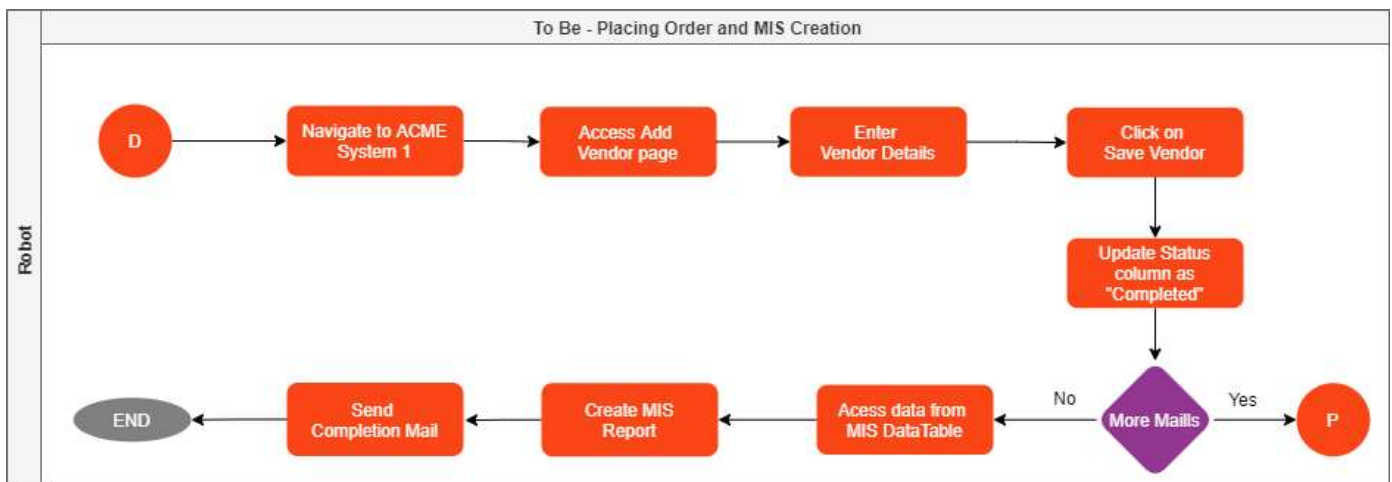 To Be - Placing Order and MIS Creation
Robot
D
Navigate to ACME
System 1
Access Add
Vendor page
Enter
Vendor Details
Click on
Save Vendor
Update Status
column as
"Completed"
More Maills
Yes
P
No
Acess data from
MIS DataTable
Create MIS
Report
Send
Completion Mail
END